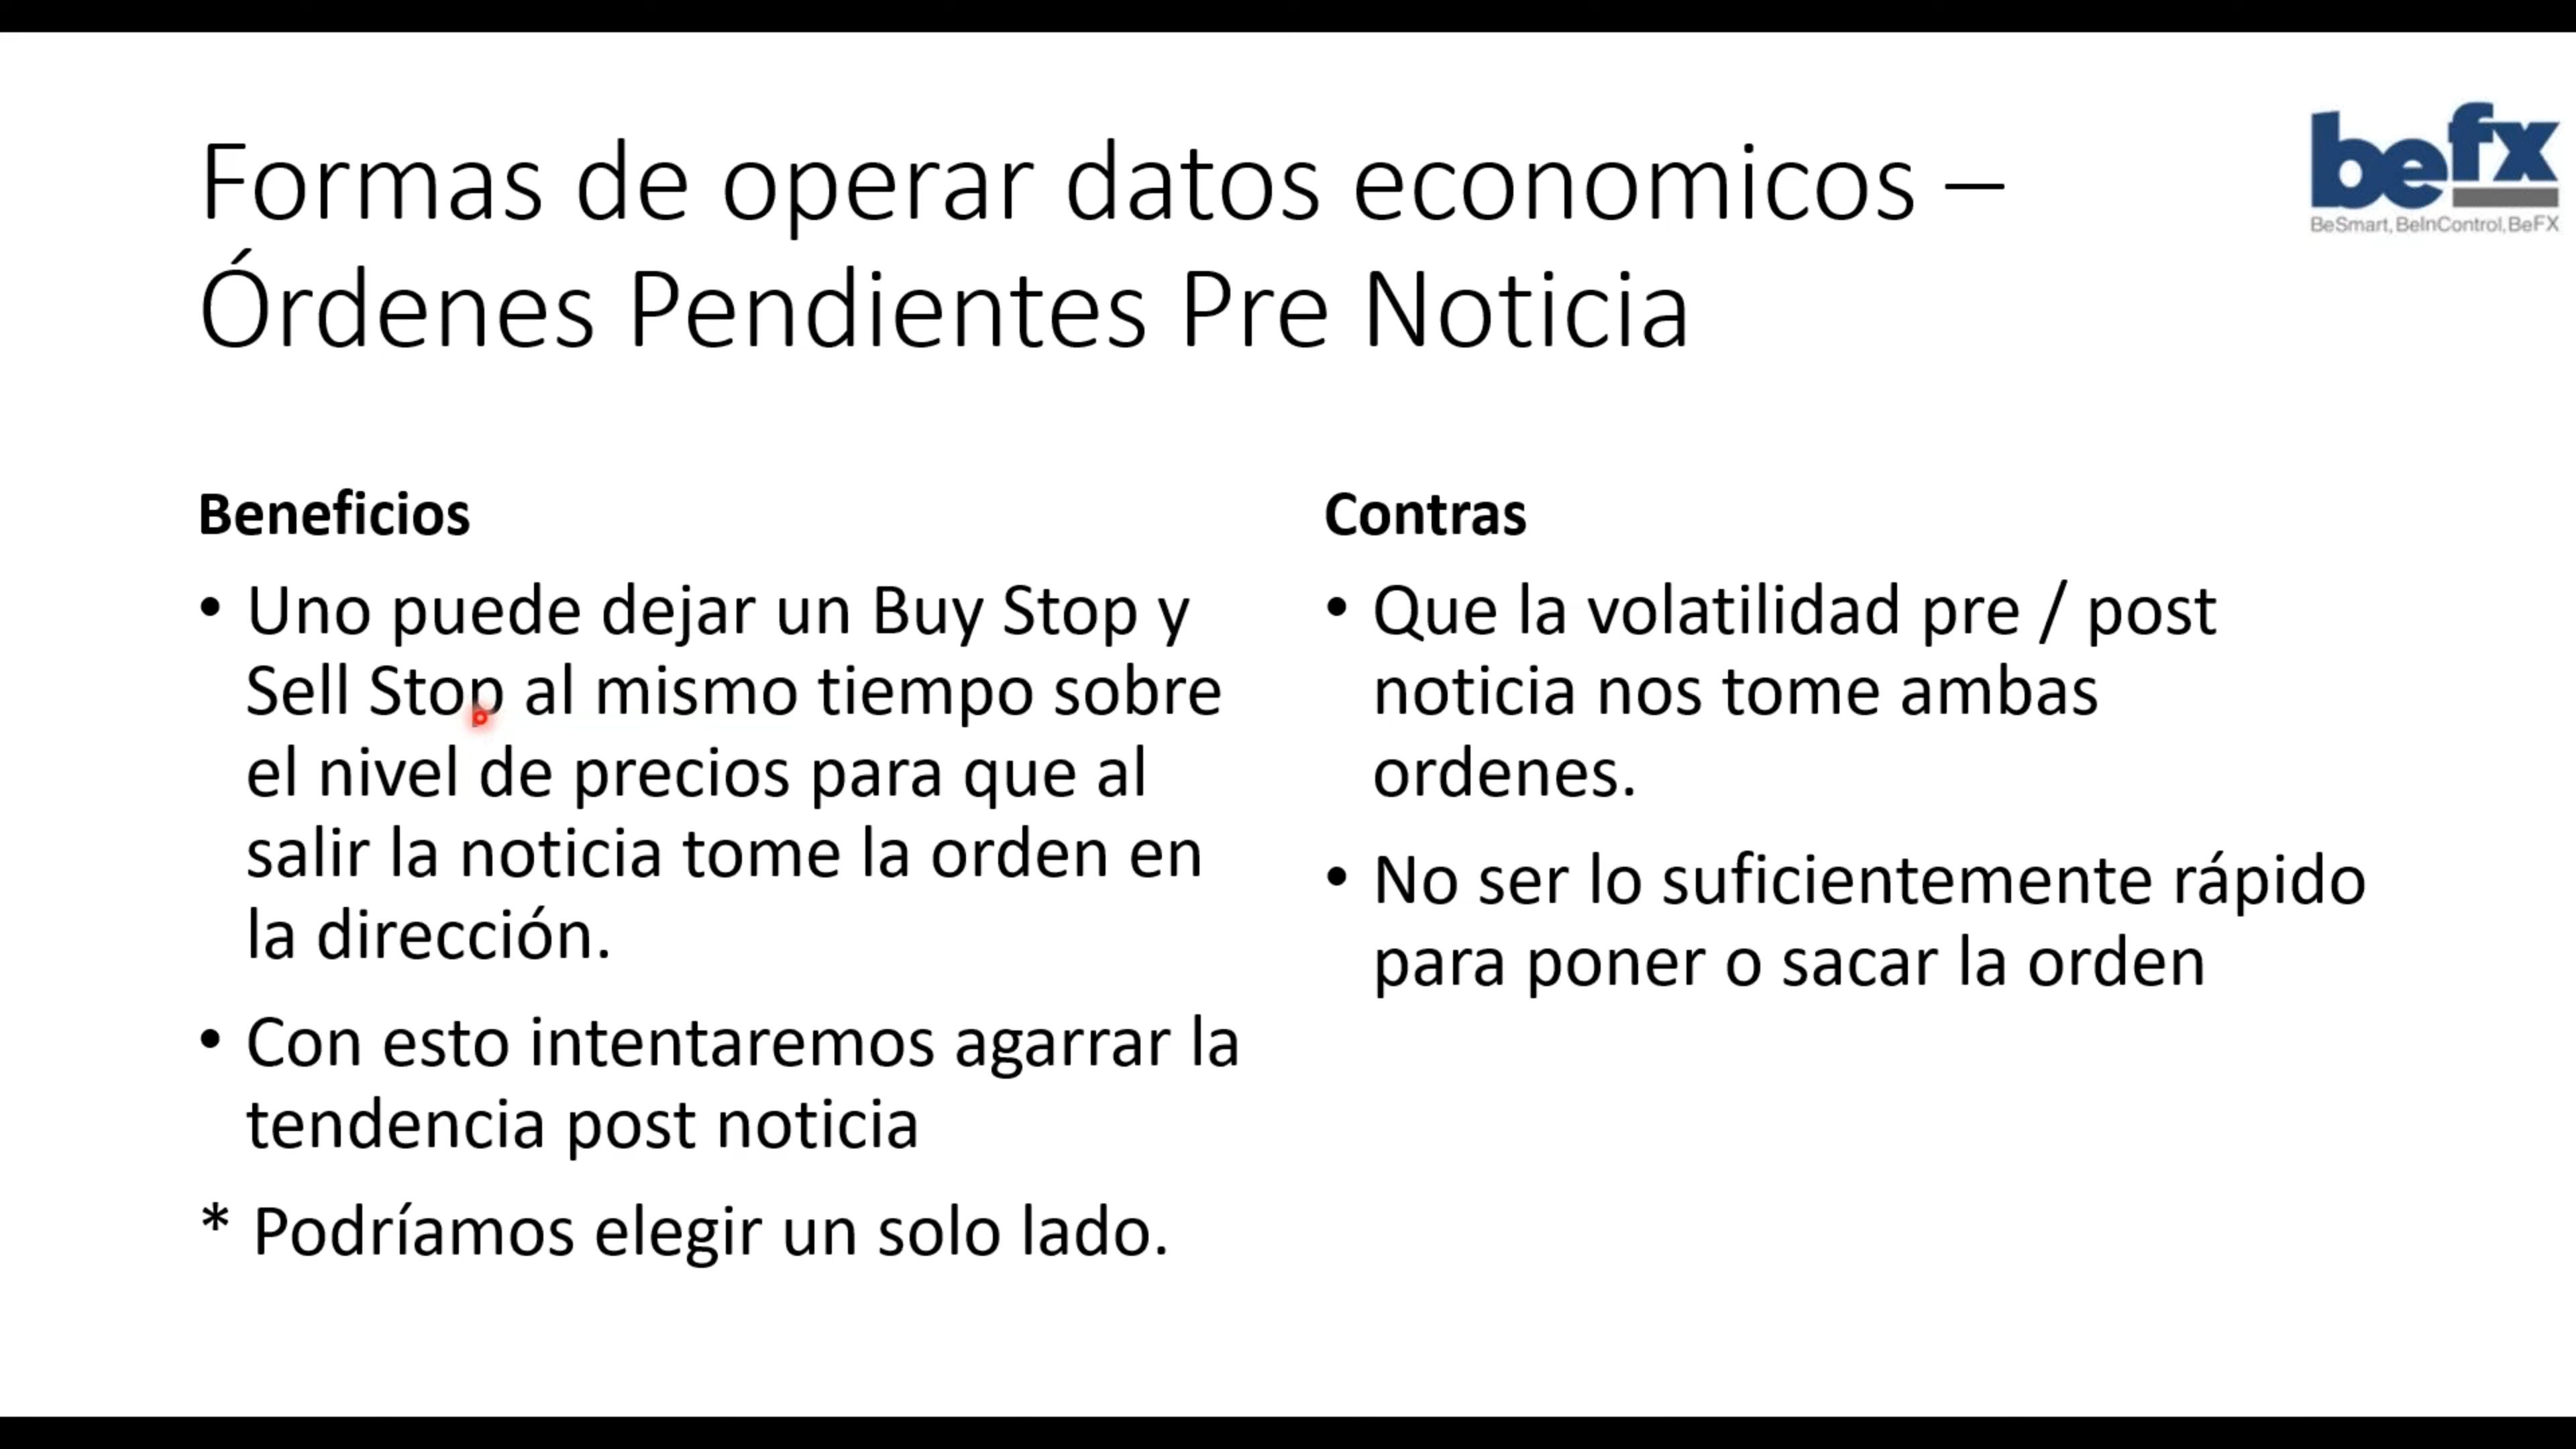 Formas de operar datos economicos –
Órdenes Pendientes Pre Noticia
befx
BeSmart, BeInControl, BeFX
Beneficios
• Uno puede dejar un Buy Stop y
Sell Stop al mismo tiempo sobre
el nivel de precios para que al
salir la noticia tome la orden en
la dirección.
• Con esto intentaremos agarrar la
tendencia post noticia
* Podríamos elegir un solo lado.
Contras
• Que la volatilidad pre / post
noticia nos tome ambas
ordenes.
• No ser lo suficientemente rápido
para poner o sacar la orden